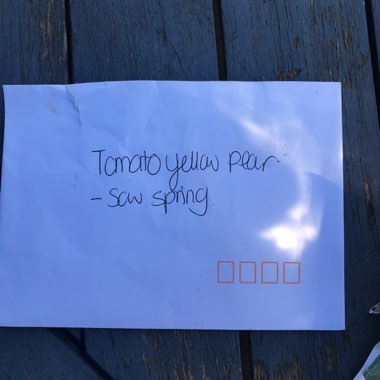 Tomato yellow pear
- Sow spring.